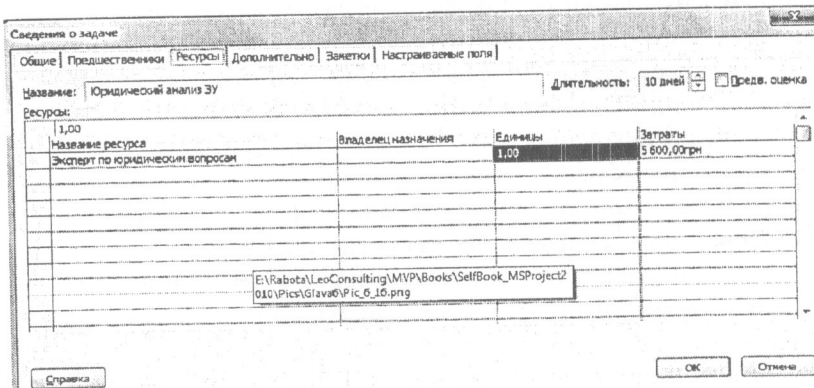 Сведения о задаче
Общие | Предшественники | Ресурсы | Дополнительно | Заметки | Настраиваемые поля
Название: Юридический анализ ЗУ Длительность: 10 дней Предв. оценка
Ресурсы:
1,00
Название ресурса Владелец назначения Единицы Затраты
Эксперт по юридическим вопросам 1,00 5 600,00грн
E:\Rabota\LeoConsulting\MVP\Books\SelfBook_MSProject2
010\Pics\Glava6\Pic_6_16.png
Справка OK Отмена